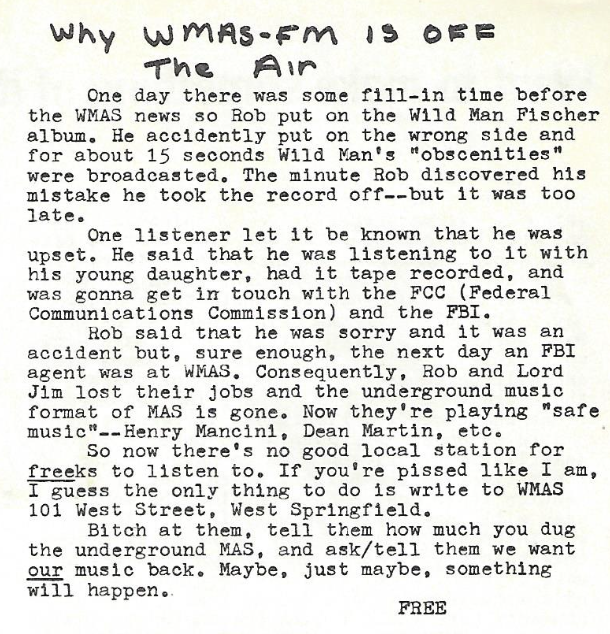 Why WMAS-FM IS OFF
The Air
One day there was some fill-in time before
the WMAS news so Rob put on the Wild Man Fischer
album. He accidently put on the wrong side and
for about 15 seconds Wild Man's "obscenities"
were broadcasted. The minute Rob discovered his
mistake he took the record off--but it was too
late.
One listener let it be known that he was
upset. He said that he was listening to it with
his young daughter, had it tape recorded, and
was gonna get in touch with the FCC (Federal
Communications Commission) and the FBI.
Rob said that he was sorry and it was an
accident but, sure enough, the next day an FBI
agent was at WMAS. Consequently, Rob and Lord
Jim lost their jobs and the underground music
format of MAS is gone. Now they're playing "safe
music"--Henry Mancini, Dean Martin, etc.
So now there's no good local station for
freeks to listen to. If you're pissed like I am,
I guess the only thing to do is write to WMAS
101 West Street, West Springfield.
Bitch at them, tell them how much you dug
the underground MAS, and ask/tell them we want
our music back. Maybe, just maybe, something
will happen.
FREE